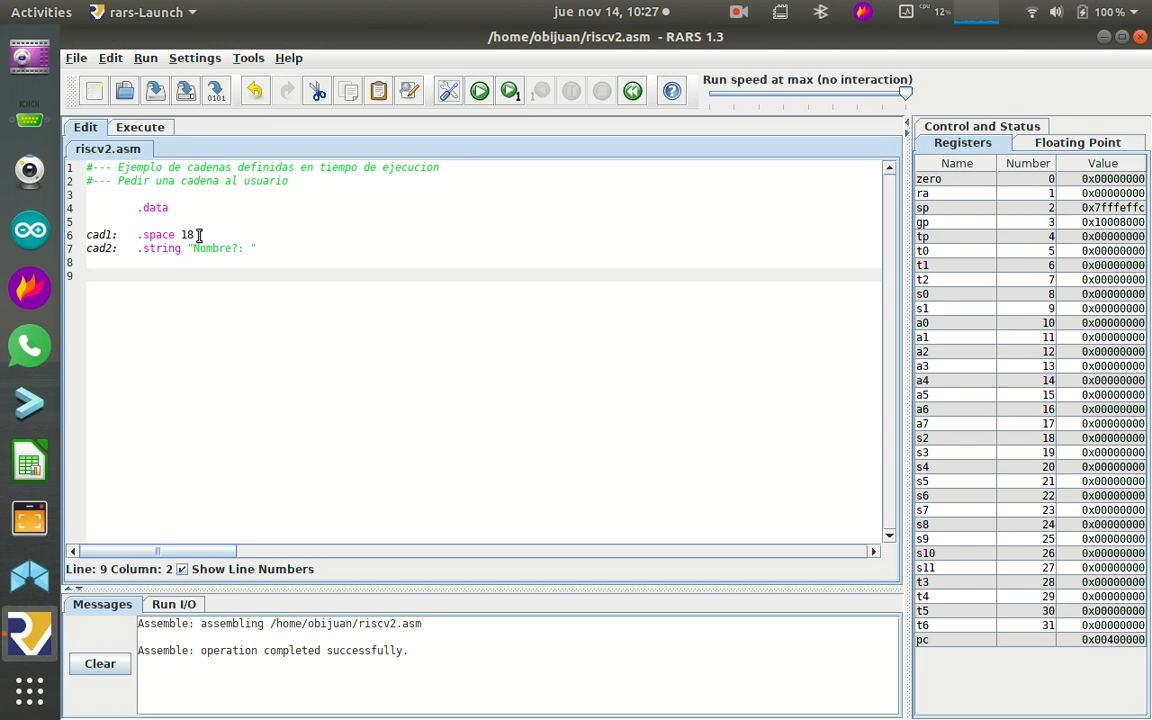 Activities rars-Launch jue nov 14, 10:27 cpu 12% 100 %
/home/obijuan/riscv2.asm - RARS 1.3
File Edit Run Settings Tools Help
Run speed at max (no interaction)
Edit Execute
riscv2.asm
1 #--- Ejemplo de cadenas definidas en tiempo de ejecucion
2 #--- Pedir una cadena al usuario
3
4 .data
5
6 cad1: .space 18
7 cad2: .string "Nombre?: "
8
9
Line: 9 Column: 2 Show Line Numbers
Messages Run I/O
Assemble: assembling /home/obijuan/riscv2.asm
Assemble: operation completed successfully.
Clear
Control and Status
Registers Floating Point
Name Number Value
zero 0 0x00000000
ra 1 0x00000000
sp 2 0x7fffeffc
gp 3 0x10008000
tp 4 0x00000000
t0 5 0x00000000
t1 6 0x00000000
t2 7 0x00000000
s0 8 0x00000000
s1 9 0x00000000
a0 10 0x00000000
a1 11 0x00000000
a2 12 0x00000000
a3 13 0x00000000
a4 14 0x00000000
a5 15 0x00000000
a6 16 0x00000000
a7 17 0x00000000
s2 18 0x00000000
s3 19 0x00000000
s4 20 0x00000000
s5 21 0x00000000
s6 22 0x00000000
s7 23 0x00000000
s8 24 0x00000000
s9 25 0x00000000
s10 26 0x00000000
s11 27 0x00000000
t3 28 0x00000000
t4 29 0x00000000
t5 30 0x00000000
t6 31 0x00000000
pc 0x00400000